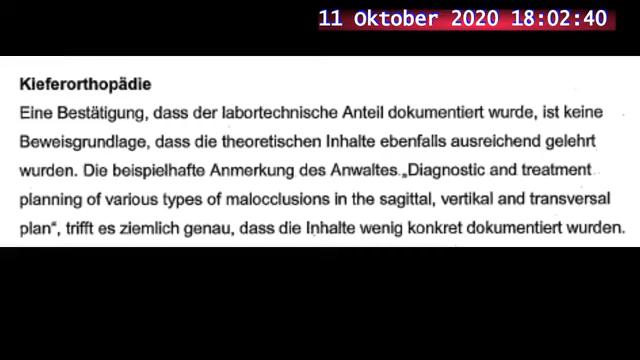 11 Oktober 2020 18:02:40
Kieferorthopädie
Eine Bestätigung, dass der labortechnische Anteil dokumentiert wurde, ist keine
Beweisgrundlage, dass die theoretischen Inhalte ebenfalls ausreichend gelehrt
wurden. Die beispielhafte Anmerkung des Anwaltes „Diagnostic and treatment
planning of various types of malocclusions in the sagittal, vertikal and transversal
plan“, trifft es ziemlich genau, dass die Inhalte wenig konkret dokumentiert wurden.